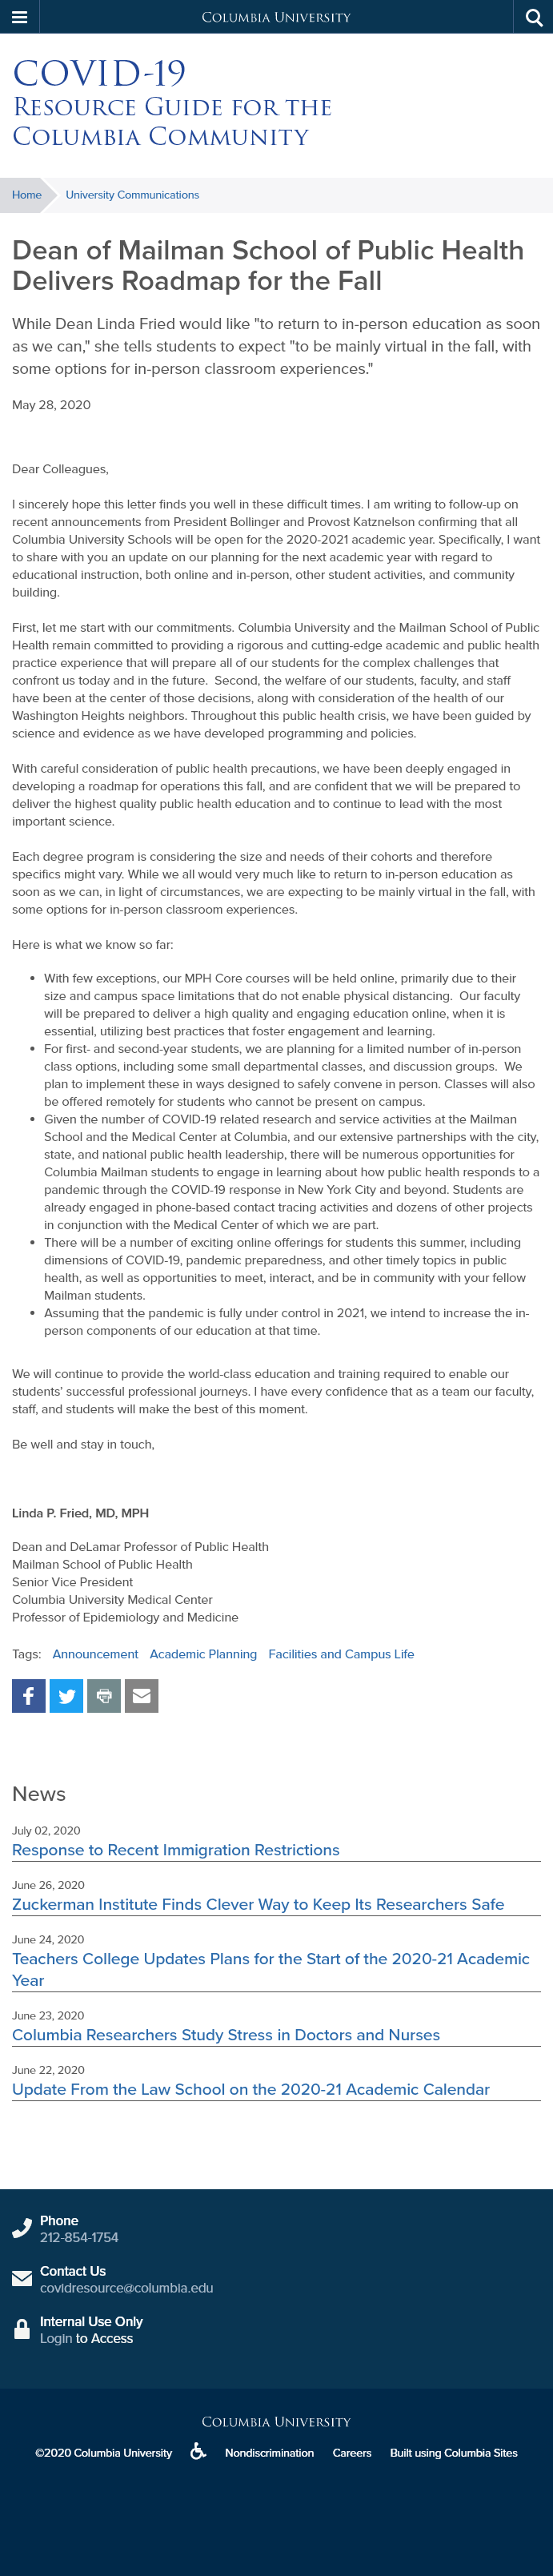 Columbia University
COVID-19
Resource Guide for the
Columbia Community
Home University Communications
Dean of Mailman School of Public Health
Delivers Roadmap for the Fall
While Dean Linda Fried would like "to return to in-person education as soon
as we can," she tells students to expect "to be mainly virtual in the fall, with
some options for in-person classroom experiences."
May 28, 2020
Dear Colleagues,
I sincerely hope this letter finds you well in these difficult times. I am writing to follow-up on
recent announcements from President Bollinger and Provost Katznelson confirming that all
Columbia University Schools will be open for the 2020-2021 academic year. Specifically, I want
to share with you an update on our planning for the next academic year with regard to
educational instruction, both online and in-person, other student activities, and community
building.
First, let me start with our commitments. Columbia University and the Mailman School of Public
Health remain committed to providing a rigorous and cutting-edge academic and public health
practice experience that will prepare all of our students for the complex challenges that
confront us today and in the future.  Second, the welfare of our students, faculty, and staff
have been at the center of those decisions, along with consideration of the health of our
Washington Heights neighbors. Throughout this public health crisis, we have been guided by
science and evidence as we have developed programming and policies.
With careful consideration of public health precautions, we have been deeply engaged in
developing a roadmap for operations this fall, and are confident that we will be prepared to
deliver the highest quality public health education and to continue to lead with the most
important science.
Each degree program is considering the size and needs of their cohorts and therefore
specifics might vary. While we all would very much like to return to in-person education as
soon as we can, in light of circumstances, we are expecting to be mainly virtual in the fall, with
some options for in-person classroom experiences.
Here is what we know so far:
• With few exceptions, our MPH Core courses will be held online, primarily due to their
size and campus space limitations that do not enable physical distancing.  Our faculty
will be prepared to deliver a high quality and engaging education online, when it is
essential, utilizing best practices that foster engagement and learning.
• For first- and second-year students, we are planning for a limited number of in-person
class options, including some small departmental classes, and discussion groups.  We
plan to implement these in ways designed to safely convene in person. Classes will also
be offered remotely for students who cannot be present on campus.
• Given the number of COVID-19 related research and service activities at the Mailman
School and the Medical Center at Columbia, and our extensive partnerships with the city,
state, and national public health leadership, there will be numerous opportunities for
Columbia Mailman students to engage in learning about how public health responds to a
pandemic through the COVID-19 response in New York City and beyond. Students are
already engaged in phone-based contact tracing activities and dozens of other projects
in conjunction with the Medical Center of which we are part.
• There will be a number of exciting online offerings for students this summer, including
dimensions of COVID-19, pandemic preparedness, and other timely topics in public
health, as well as opportunities to meet, interact, and be in community with your fellow
Mailman students.
• Assuming that the pandemic is fully under control in 2021, we intend to increase the in-
person components of our education at that time.
We will continue to provide the world-class education and training required to enable our
students' successful professional journeys. I have every confidence that as a team our faculty,
staff, and students will make the best of this moment.
Be well and stay in touch,
Linda P. Fried, MD, MPH
Dean and DeLamar Professor of Public Health
Mailman School of Public Health
Senior Vice President
Columbia University Medical Center
Professor of Epidemiology and Medicine
Tags: Announcement Academic Planning Facilities and Campus Life
News
July 02, 2020
Response to Recent Immigration Restrictions
June 26, 2020
Zuckerman Institute Finds Clever Way to Keep Its Researchers Safe
June 24, 2020
Teachers College Updates Plans for the Start of the 2020-21 Academic
Year
June 23, 2020
Columbia Researchers Study Stress in Doctors and Nurses
June 22, 2020
Update From the Law School on the 2020-21 Academic Calendar
Phone
212-854-1754
Contact Us
covidresource@columbia.edu
Internal Use Only
Login to Access
Columbia University
©2020 Columbia University Nondiscrimination Careers Built using Columbia Sites